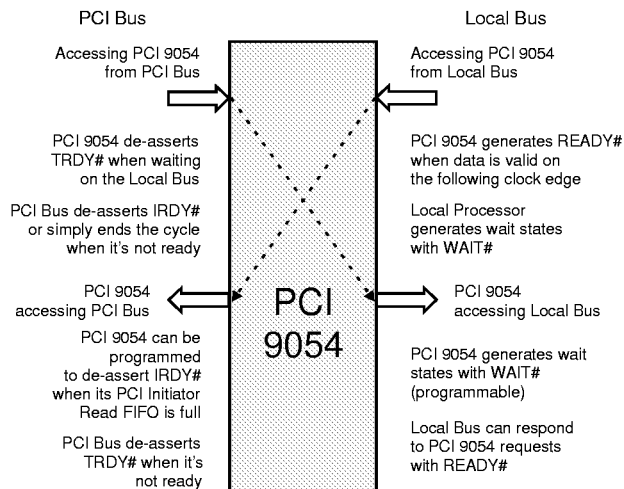 PCI Bus
Accessing PCI 9054
from PCI Bus
PCI 9054 de-asserts
TRDY# when waiting
on the Local Bus
PCI Bus de-asserts IRDY#
or simply ends the cycle
when it's not ready
PCI 9054
accessing PCI Bus
PCI 9054 can be
programmed
to de-assert IRDY#
when its PCI Initiator
Read FIFO is full
PCI Bus de-asserts
TRDY# when it's
not ready
PCI
9054
Local Bus
Accessing PCI 9054
from Local Bus
PCI 9054 generates READY#
when data is valid on
the following clock edge
Local Processor
generates wait states
with WAIT#
PCI 9054
accessing Local Bus
PCI 9054 generates wait
states with WAIT#
(programmable)
Local Bus can respond
to PCI 9054 requests
with READY#